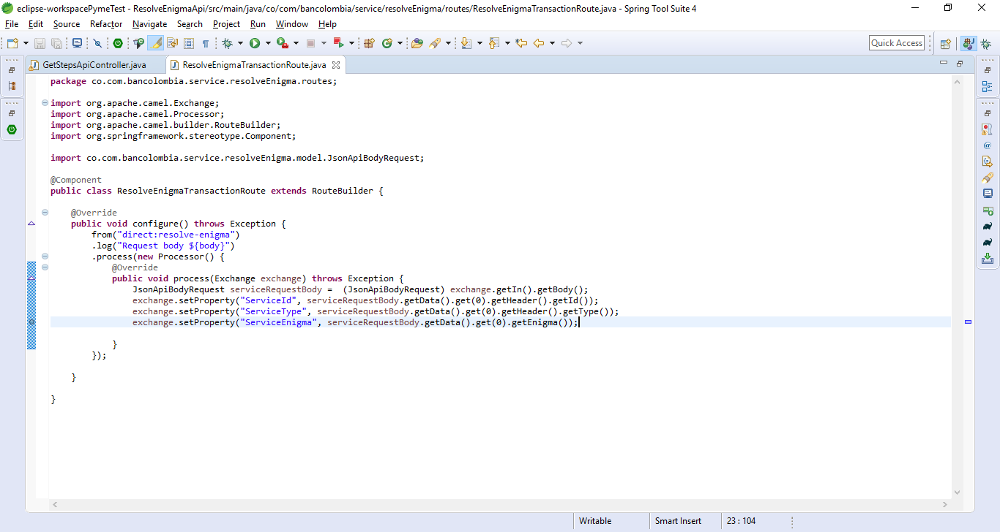 eclipse-workspacePymeTest - ResolveEnigmaApi/src/main/java/co/com/bancolombia/service/resolveEnigma/routes/ResolveEnigmaTransactionRoute.java - Spring Tool Suite 4
File Edit Source Refactor Navigate Search Project Run Window Help
Quick Access
GetStepsApiController.java ResolveEnigmaTransactionRoute.java
package co.com.bancolombia.service.resolveEnigma.routes;
import org.apache.camel.Exchange;
import org.apache.camel.Processor;
import org.apache.camel.builder.RouteBuilder;
import org.springframework.stereotype.Component;
import co.com.bancolombia.service.resolveEnigma.model.JsonApiBodyRequest;
@Component
public class ResolveEnigmaTransactionRoute extends RouteBuilder {
@Override
public void configure() throws Exception {
from("direct:resolve-enigma")
.log("Request body ${body}")
.process(new Processor() {
@Override
public void process(Exchange exchange) throws Exception {
JsonApiBodyRequest serviceRequestBody =  (JsonApiBodyRequest) exchange.getIn().getBody();
exchange.setProperty("ServiceId", serviceRequestBody.getData().get(0).getHeader().getId());
exchange.setProperty("ServiceType", serviceRequestBody.getData().get(0).getHeader().getType());
exchange.setProperty("ServiceEnigma", serviceRequestBody.getData().get(0).getEnigma());
}
});
}
}
Writable Smart Insert 23 : 104